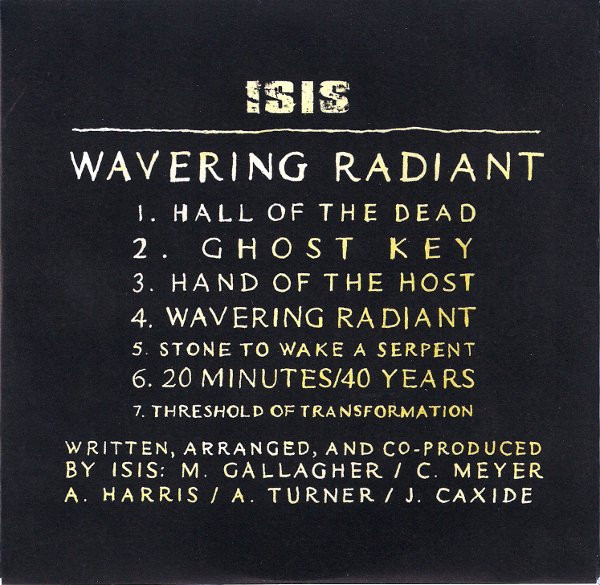 ISIS
WAVERING RADIANT
1. HALL OF THE DEAD
2. GHOST KEY
3. HAND OF THE HOST
4. WAVERING RADIANT
5. STONE TO WAKE A SERPENT
6. 20 MINUTES/40 YEARS
7. THRESHOLD OF TRANSFORMATION
WRITTEN, ARRANGED, AND CO-PRODUCED
BY ISIS: M. GALLAGHER / C. MEYER
A. HARRIS / A. TURNER / J. CAXIDE